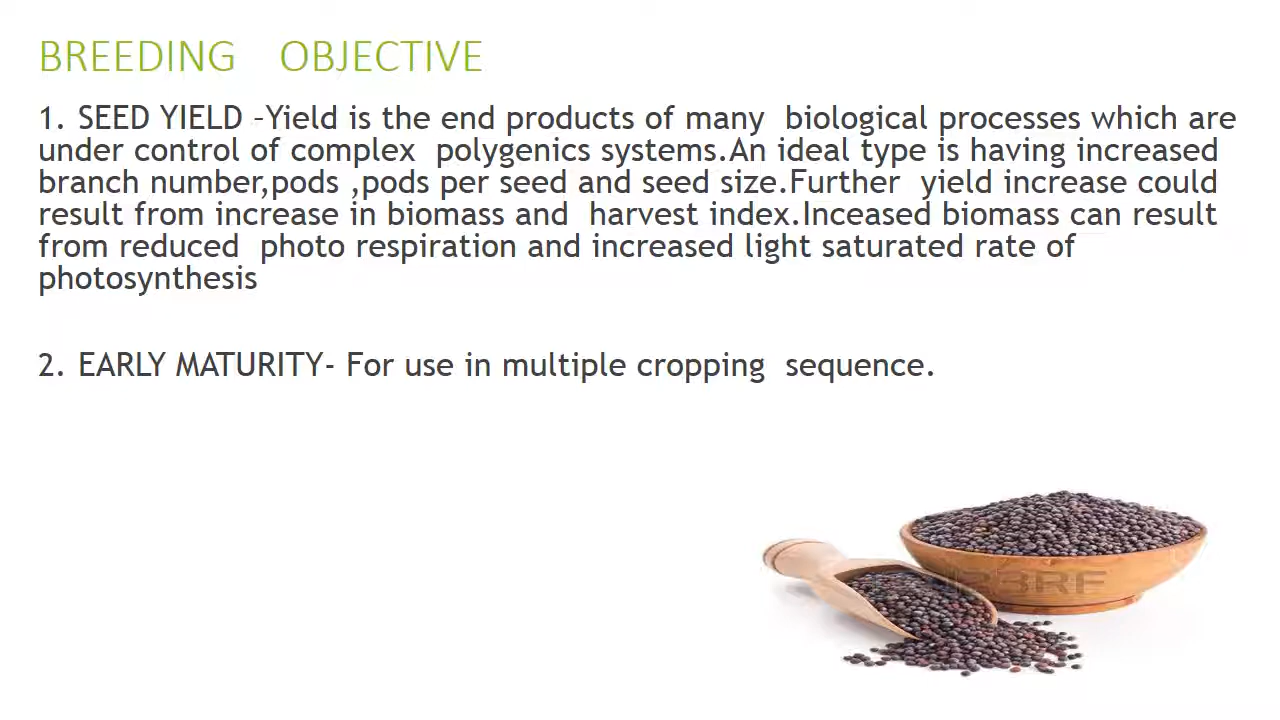 BREEDING OBJECTIVE
1. SEED YIELD –Yield is the end products of many biological processes which are
under control of complex polygenics systems.An ideal type is having increased
branch number,pods ,pods per seed and seed size.Further yield increase could
result from increase in biomass and harvest index.Inceased biomass can result
from reduced photo respiration and increased light saturated rate of
photosynthesis
2. EARLY MATURITY- For use in multiple cropping sequence.